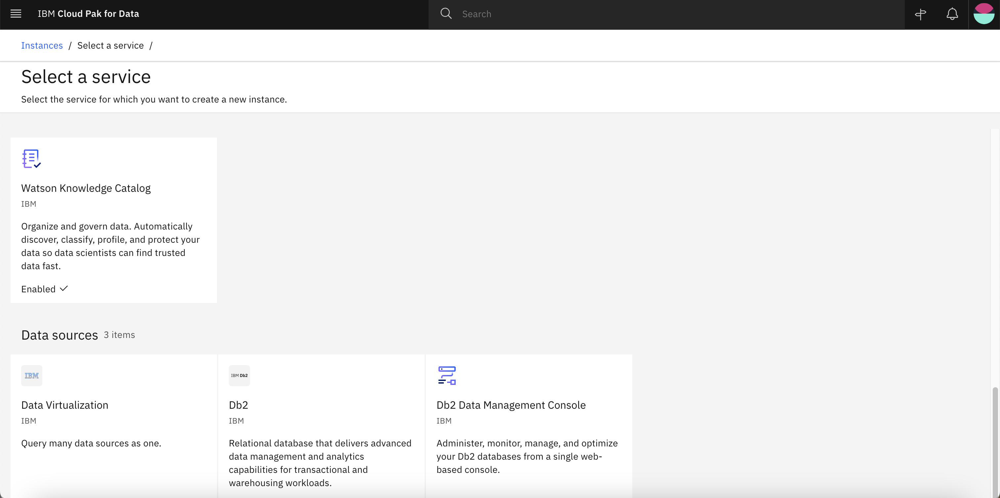 IBM Cloud Pak for Data
Search
Instances / Select a service /
Select a service
Select the service for which you want to create a new instance.
Watson Knowledge Catalog
IBM
Organize and govern data. Automatically
discover, classify, profile, and protect your
data so data scientists can find trusted
data fast.
Enabled
Data sources 3 items
IBM
Data Virtualization
IBM
Query many data sources as one.
IBM Db2
Db2
IBM
Relational database that delivers advanced
data management and analytics
capabilities for transactional and
warehousing workloads.
Db2 Data Management Console
IBM
Administer, monitor, manage, and optimize
your Db2 databases from a single web-
based console.